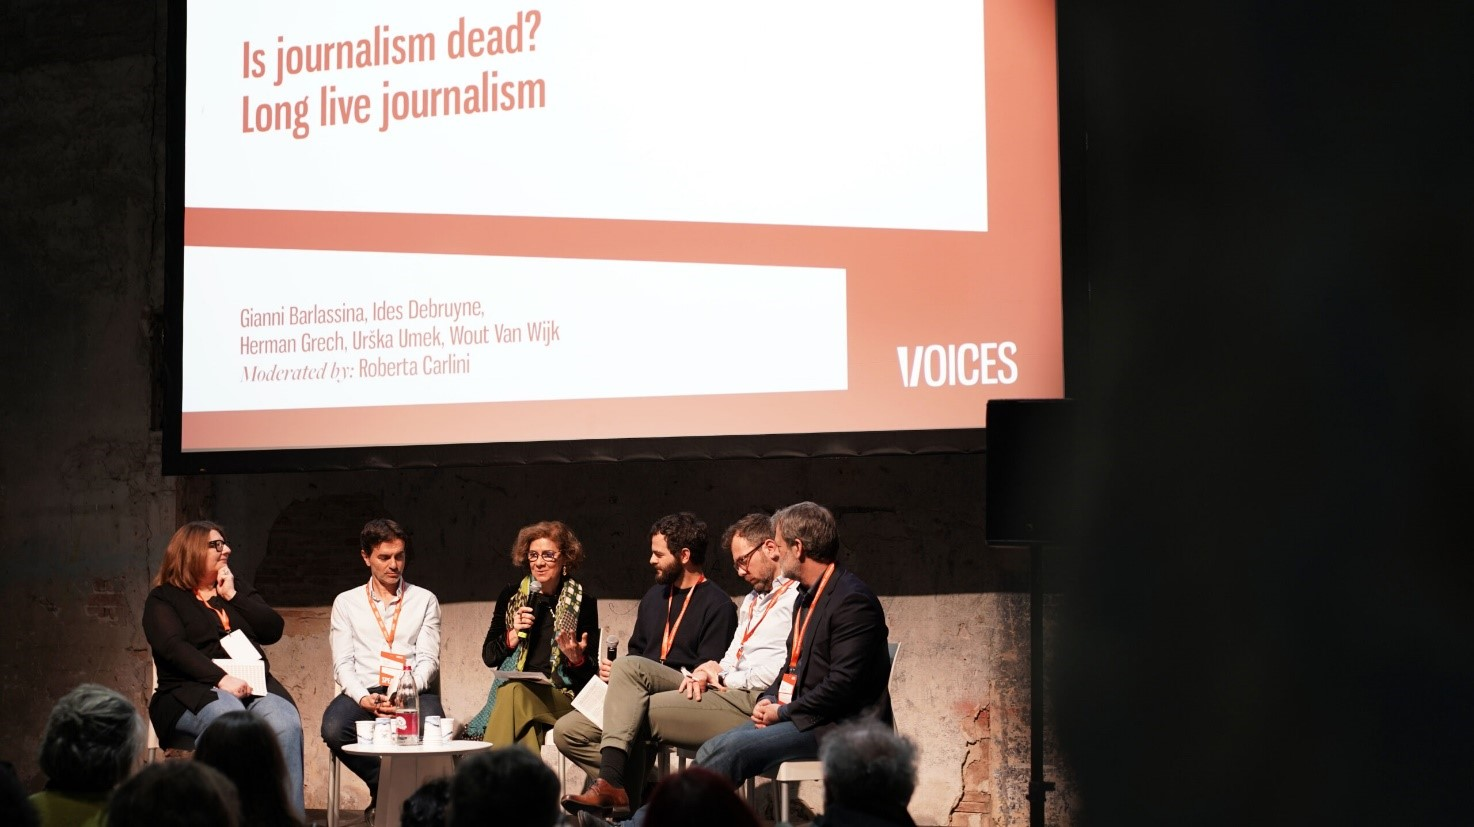 Is journalism dead?
Long live journalism
Gianni Barlassina, Ides Debruyne,
Herman Grech, Urška Umek, Wout Van Wijk
Moderated by: Roberta Carlini
VOICES